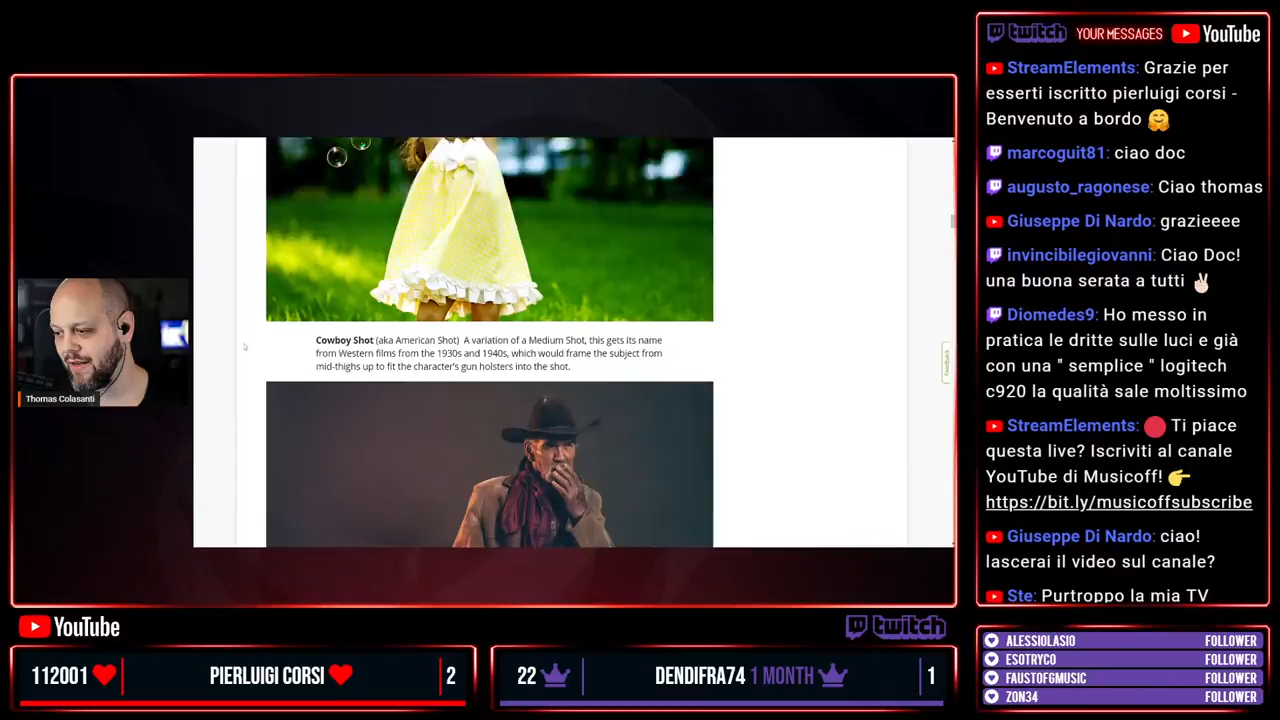 Cowboy Shot (aka American Shot) A variation of a Medium Shot, this gets its name
from Western films from the 1930s and 1940s, which would frame the subject from
mid-thighs up to fit the character's gun holsters into the shot.
Feedback
Thomas Colasanti
twitch YOUR MESSAGES YouTube
StreamElements: Grazie per
esserti iscritto pierluigi corsi -
Benvenuto a bordo 🤗
marcoguit81: ciao doc
augusto_ragonese: Ciao thomas
Giuseppe Di Nardo: grazieeee
invincibilegiovanni: Ciao Doc!
una buona serata a tutti ✌🏻
Diomedes9: Ho messo in
pratica le dritte sulle luci e già
con una " semplice " logitech
c920 la qualità sale moltissimo
StreamElements: 🔴 Ti piace
questa live? Iscriviti al canale
YouTube di Musicoff! 👉
https://bit.ly/musicoffsubscribe
Giuseppe Di Nardo: ciao!
lascerai il video sul canale?
Ste: Purtroppo la mia TV
YouTube
twitch
112001 PIERLUIGI CORSI 2
22 DENDIFRA74 1 MONTH 1
ALESSIOLASIO FOLLOWER
ESOTRYCO FOLLOWER
FAUSTOFGMUSIC FOLLOWER
ZON34 FOLLOWER